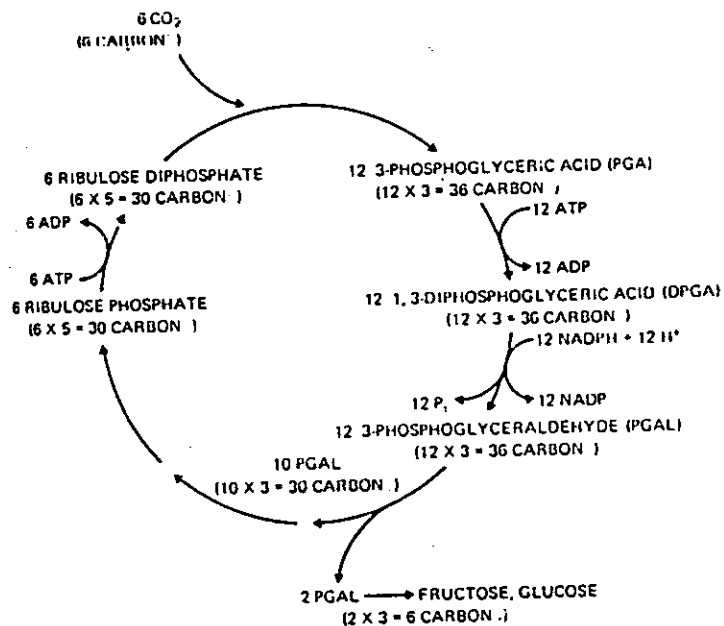 6 CO₂
(6 CARBON )
6 RIBULOSE DIPHOSPHATE
(6 X 5 = 30 CARBON )
12 3-PHOSPHOGLYCERIC ACID (PGA)
(12 X 3 = 36 CARBON )
6 ADP
12 ATP
6 ATP
12 ADP
6 RIBULOSE PHOSPHATE
(6 X 5 = 30 CARBON )
12 1, 3-DIPHOSPHOGLYCERIC ACID (DPGA)
(12 X 3 = 36 CARBON )
12 NADPH + 12 H⁺
12 Pᵢ
12 NADP
12 3-PHOSPHOGLYCERALDEHYDE (PGAL)
(12 X 3 = 36 CARBON )
10 PGAL
(10 X 3 = 30 CARBON )
2 PGAL → FRUCTOSE, GLUCOSE
(2 X 3 = 6 CARBON )